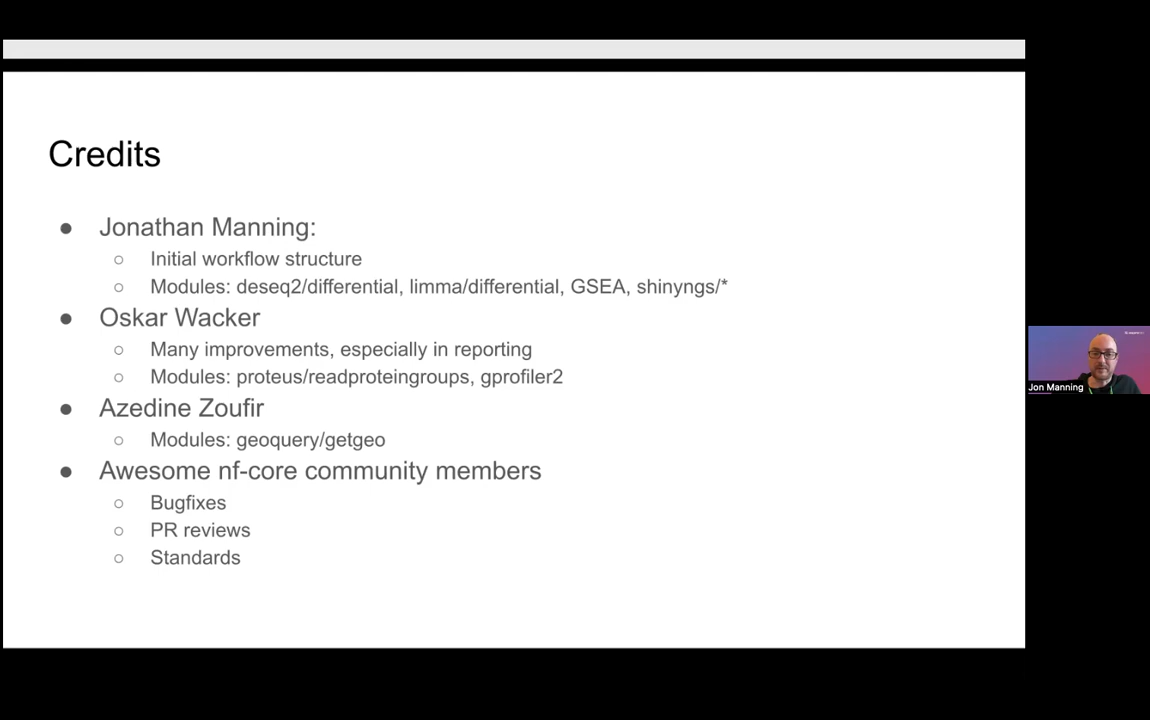 Credits
Jonathan Manning:
Initial workflow structure
Modules: deseq2/differential, limma/differential, GSEA, shinyngs/*
Oskar Wacker
Many improvements, especially in reporting
Modules: proteus/readproteingroups, gprofiler2
Azedine Zoufir
Modules: geoquery/getgeo
Awesome nf-core community members
Bugfixes
PR reviews
Standards
Jon Manning